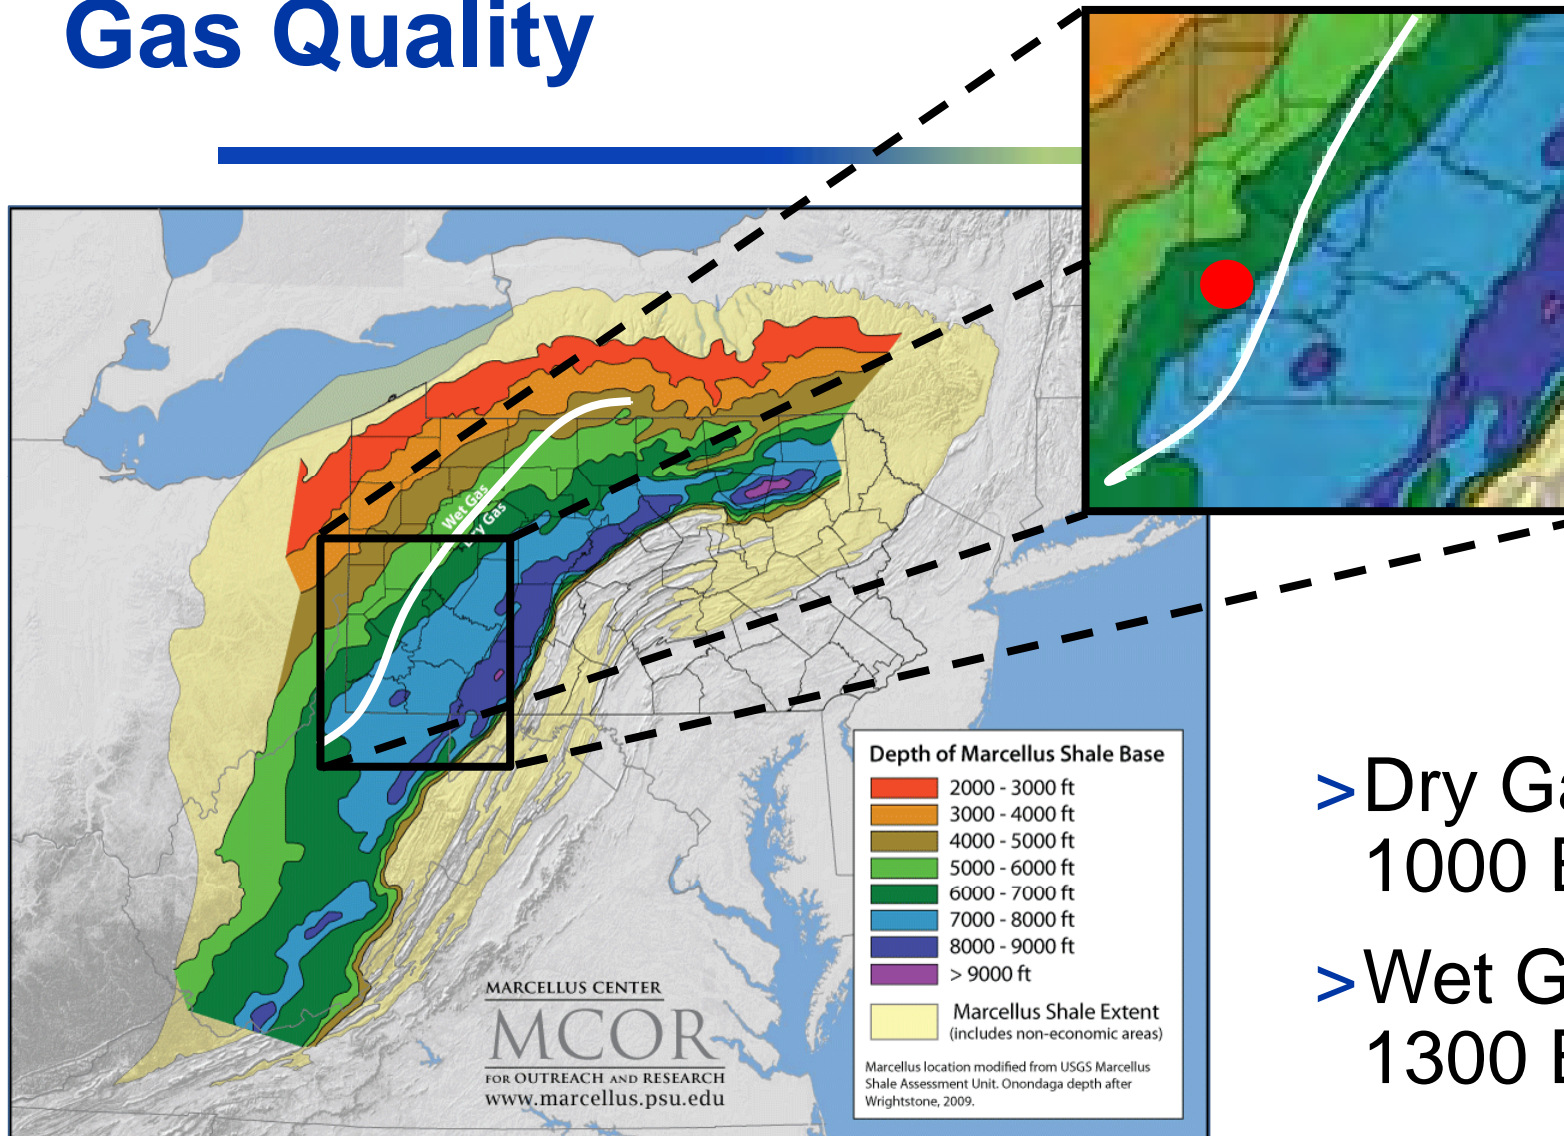 Gas Quality
Wet Gas
Dry Gas
Depth of Marcellus Shale Base
2000 - 3000 ft
3000 - 4000 ft
4000 - 5000 ft
5000 - 6000 ft
6000 - 7000 ft
7000 - 8000 ft
8000 - 9000 ft
> 9000 ft
Marcellus Shale Extent
(includes non-economic areas)
Marcellus location modified from USGS Marcellus
Shale Assessment Unit. Onondaga depth after
Wrightstone, 2009.
MARCELLUS CENTER
MCOR
FOR OUTREACH AND RESEARCH
www.marcellus.psu.edu
>Dry
1000
>Wet
1300